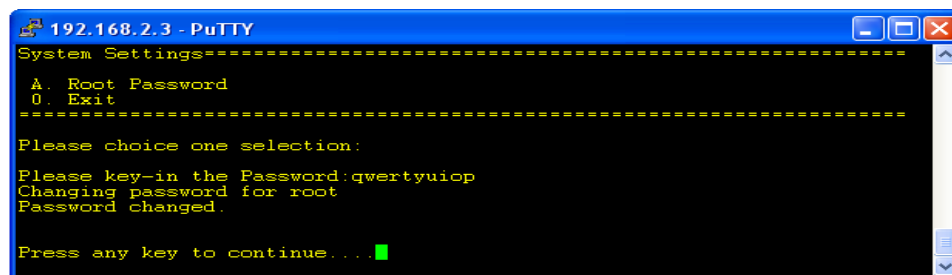 192.168.2.3 - PuTTY
System Settings=========================================================
A. Root Password
0. Exit
========================================================================
Please choice one selection:
Please key-in the Password:qwertyuiop
Changing password for root
Password changed.
Press any key to continue....